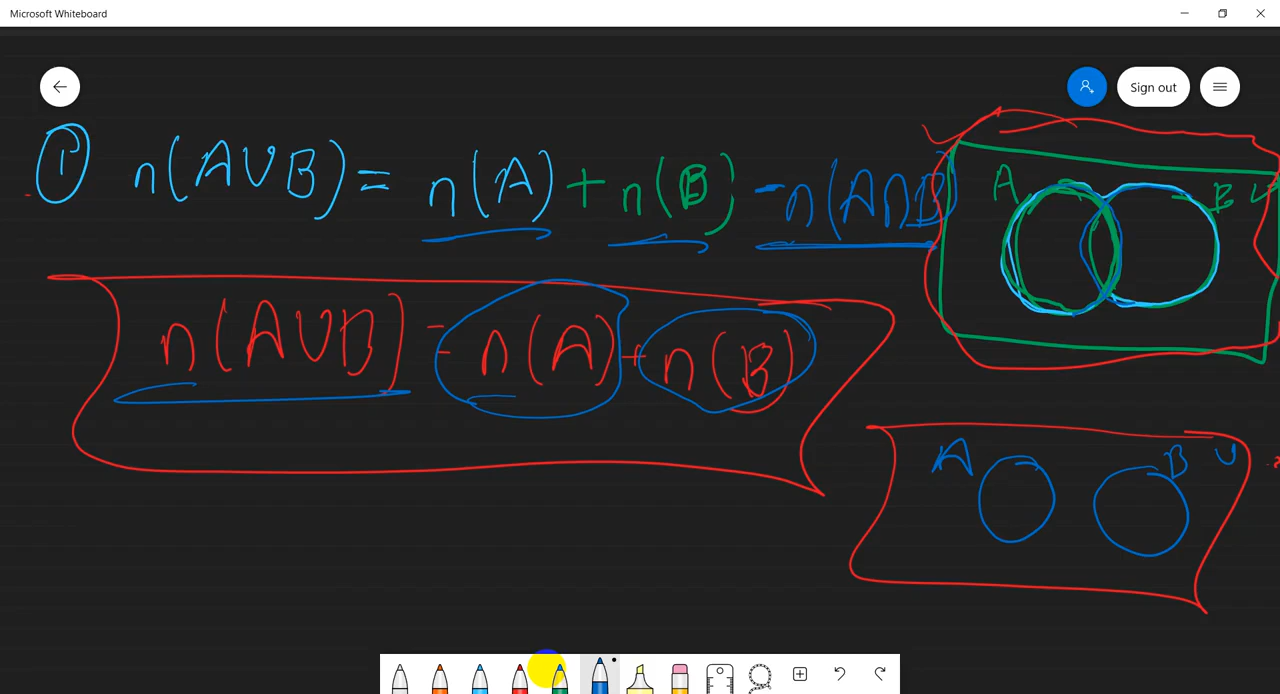 Microsoft Whiteboard
Sign out
① n(A∪B) = n(A) + n(B) - n(A∩B)
A B U
n(A∪B) = n(A) + n(B)
A B U